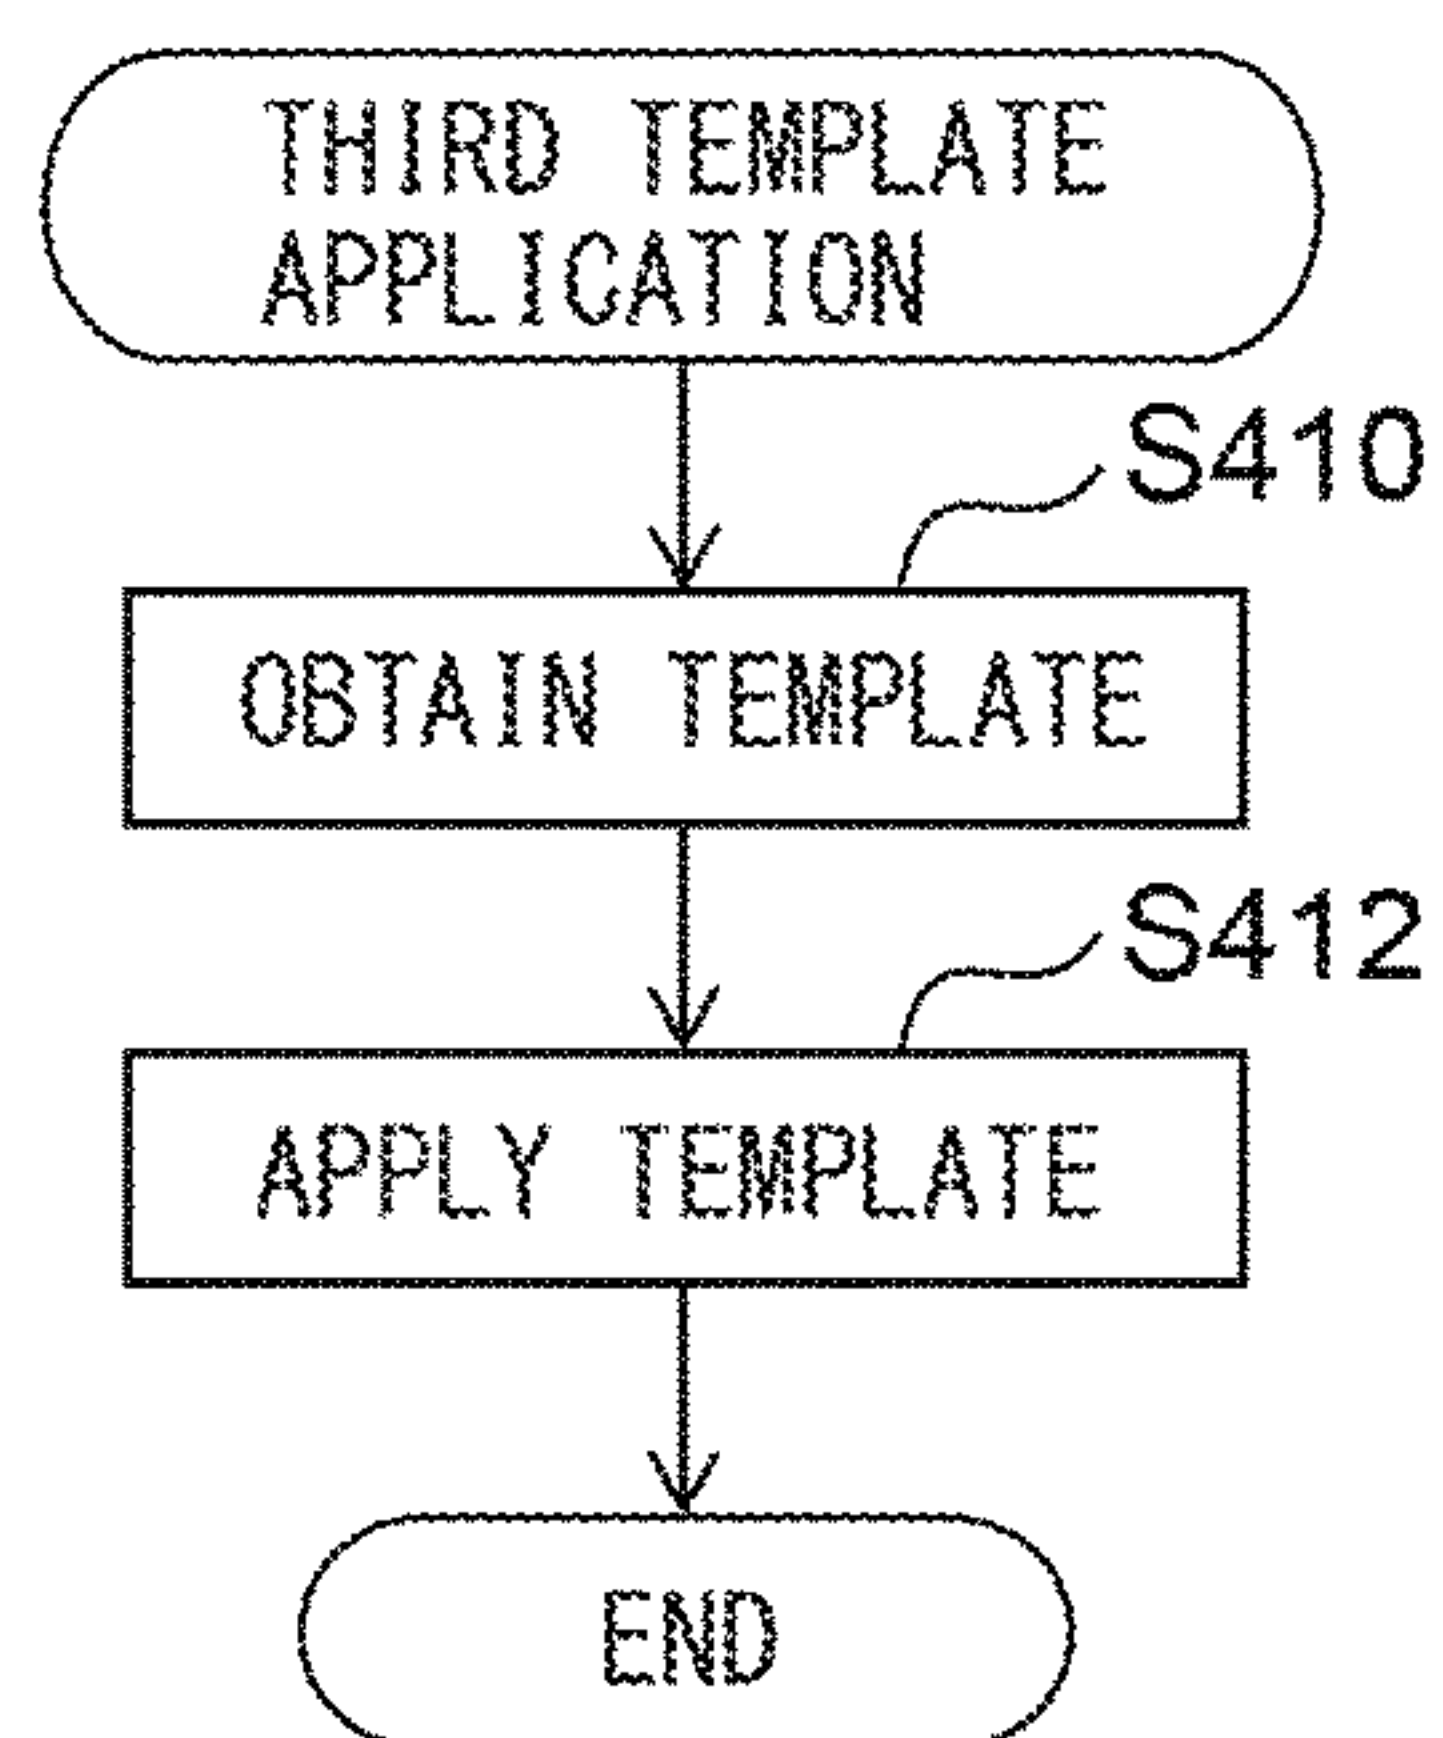 THIRD TEMPLATE
APPLICATION
S410
OBTAIN TEMPLATE
S412
APPLY TEMPLATE
END